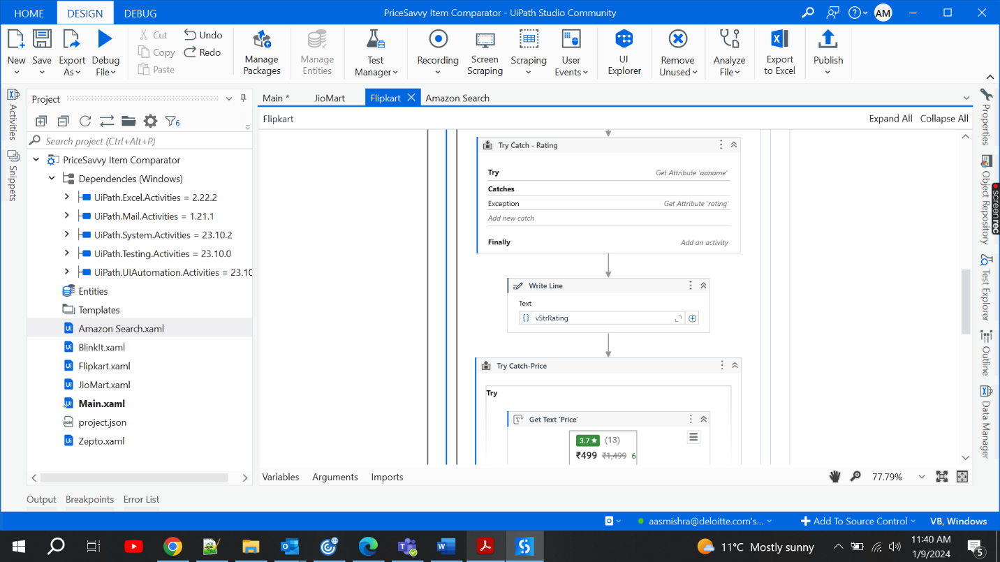 HOME DESIGN DEBUG PriceSavvy Item Comparator - UiPath Studio Community AM
New Save Export As Debug File Cut Copy Paste Undo Redo Manage Packages Manage Entities Test Manager Recording Screen Scraping Scraping User Events UI Explorer Remove Unused Analyze File Export to Excel Publish
Activities
Snippets
Project
6
Search project (Ctrl+Alt+P)
PriceSavvy Item Comparator
Dependencies (Windows)
UiPath.Excel.Activities = 2.22.2
UiPath.Mail.Activities = 1.21.1
UiPath.System.Activities = 23.10.2
UiPath.Testing.Activities = 23.10.0
UiPath.UIAutomation.Activities = 23.10
Entities
Templates
Amazon Search.xaml
BlinkIt.xaml
Flipkart.xaml
JioMart.xaml
Main.xaml
project.json
Zepto.xaml
Main * JioMart Flipkart Amazon Search
Flipkart Expand All Collapse All
Try Catch - Rating
Try Get Attribute 'aaname'
Catches
Exception Get Attribute 'rating'
Add new catch
Finally Add an activity
Write Line
Text
{} vStrRating
Try Catch-Price
Try
Get Text 'Price'
3.7★ (13)
₹499 ₹1,499 6
Properties
Object Repository
screenrec
Test Explorer
Outline
Data Manager
Variables Arguments Imports 77.79%
Output Breakpoints Error List
aasmishra@deloitte.com's... Add To Source Control VB, Windows
11°C Mostly sunny 11:40 AM
1/9/2024 5